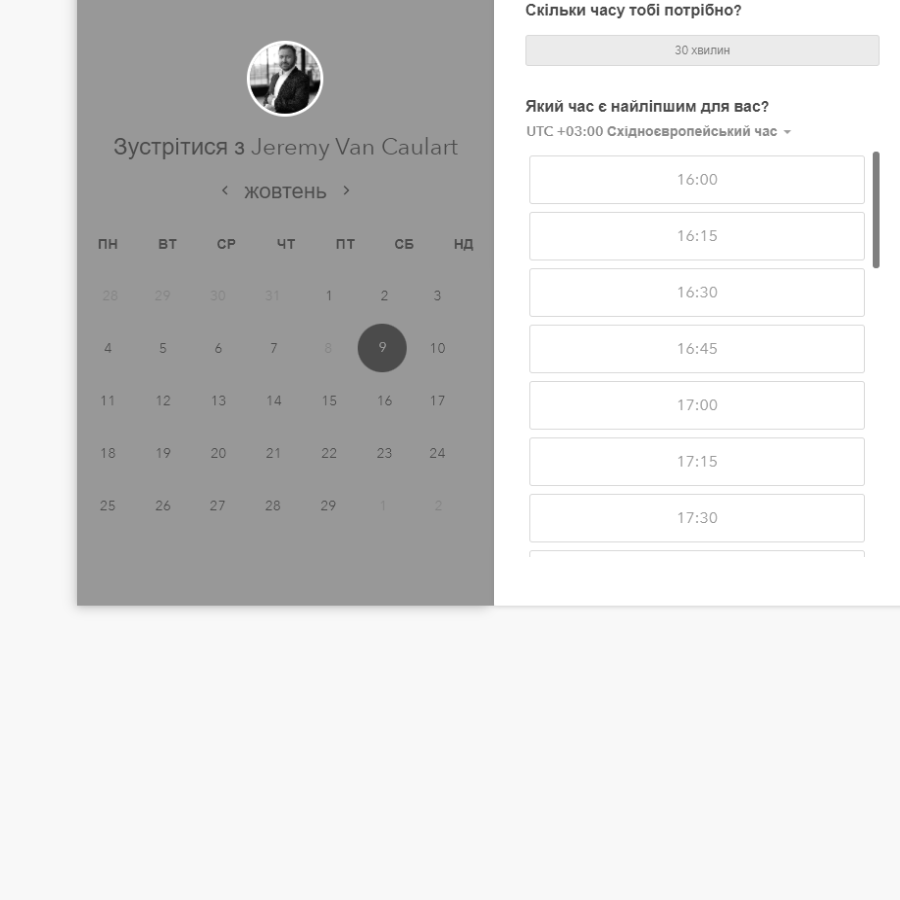 Зустрітися з Jeremy Van Caulart
жовтень
ПН ВТ СР ЧТ ПТ СБ НД
28 29 30 31 1 2 3
4 5 6 7 8 9 10
11 12 13 14 15 16 17
18 19 20 21 22 23 24
25 26 27 28 29 1 2
Скільки часу тобі потрібно?
30 хвилин
Який час є найліпшим для вас?
UTC +03:00 Східноєвропейський час
16:00
16:15
16:30
16:45
17:00
17:15
17:30